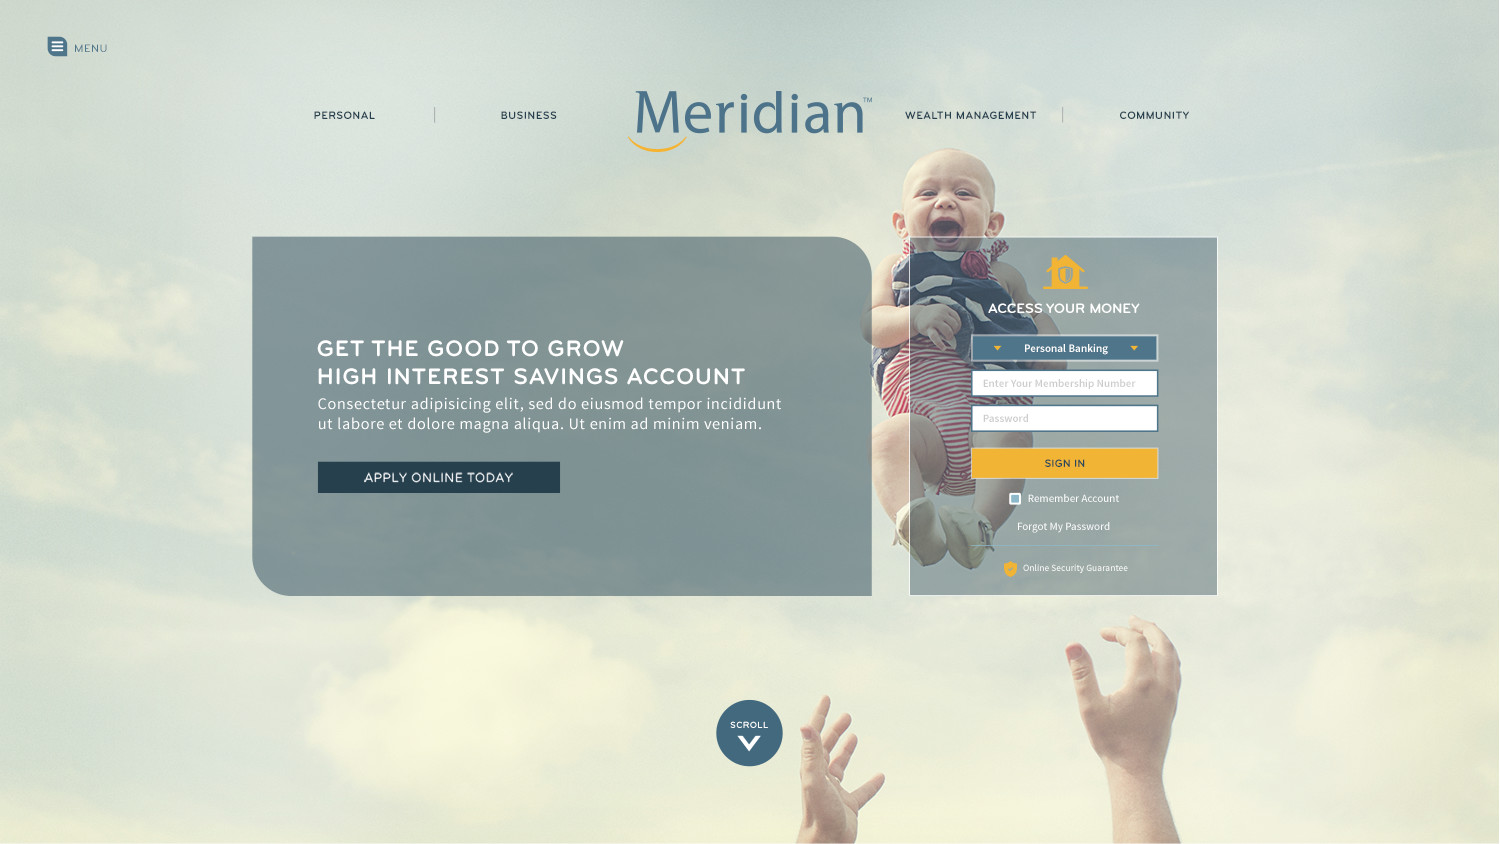 MENU
PERSONAL
BUSINESS
Meridian™
WEALTH MANAGEMENT
COMMUNITY
GET THE GOOD TO GROW
HIGH INTEREST SAVINGS ACCOUNT
Consectetur adipisicing elit, sed do eiusmod tempor incididunt
ut labore et dolore magna aliqua. Ut enim ad minim veniam.
APPLY ONLINE TODAY
ACCESS YOUR MONEY
Personal Banking
Enter Your Membership Number
Password
SIGN IN
Remember Account
Forgot My Password
Online Security Guarantee
SCROLL